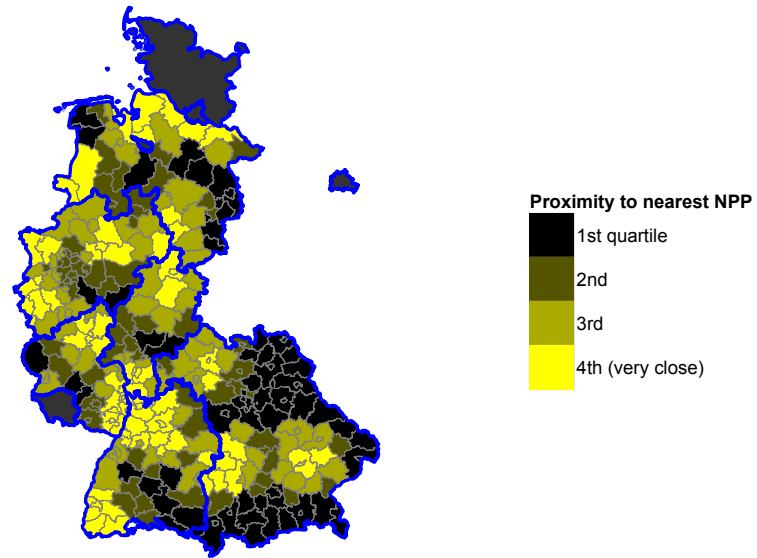 Proximity to nearest NPP
1st quartile
2nd
3rd
4th (very close)